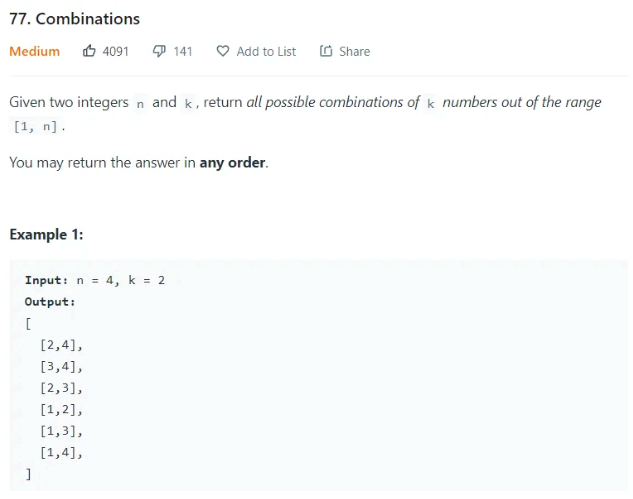 77. Combinations
Medium 4091 141 Add to List Share
Given two integers n and k, return all possible combinations of k numbers out of the range
[1, n].
You may return the answer in any order.
Example 1:
Input: n = 4, k = 2
Output:
[
[2,4],
[3,4],
[2,3],
[1,2],
[1,3],
[1,4],
]